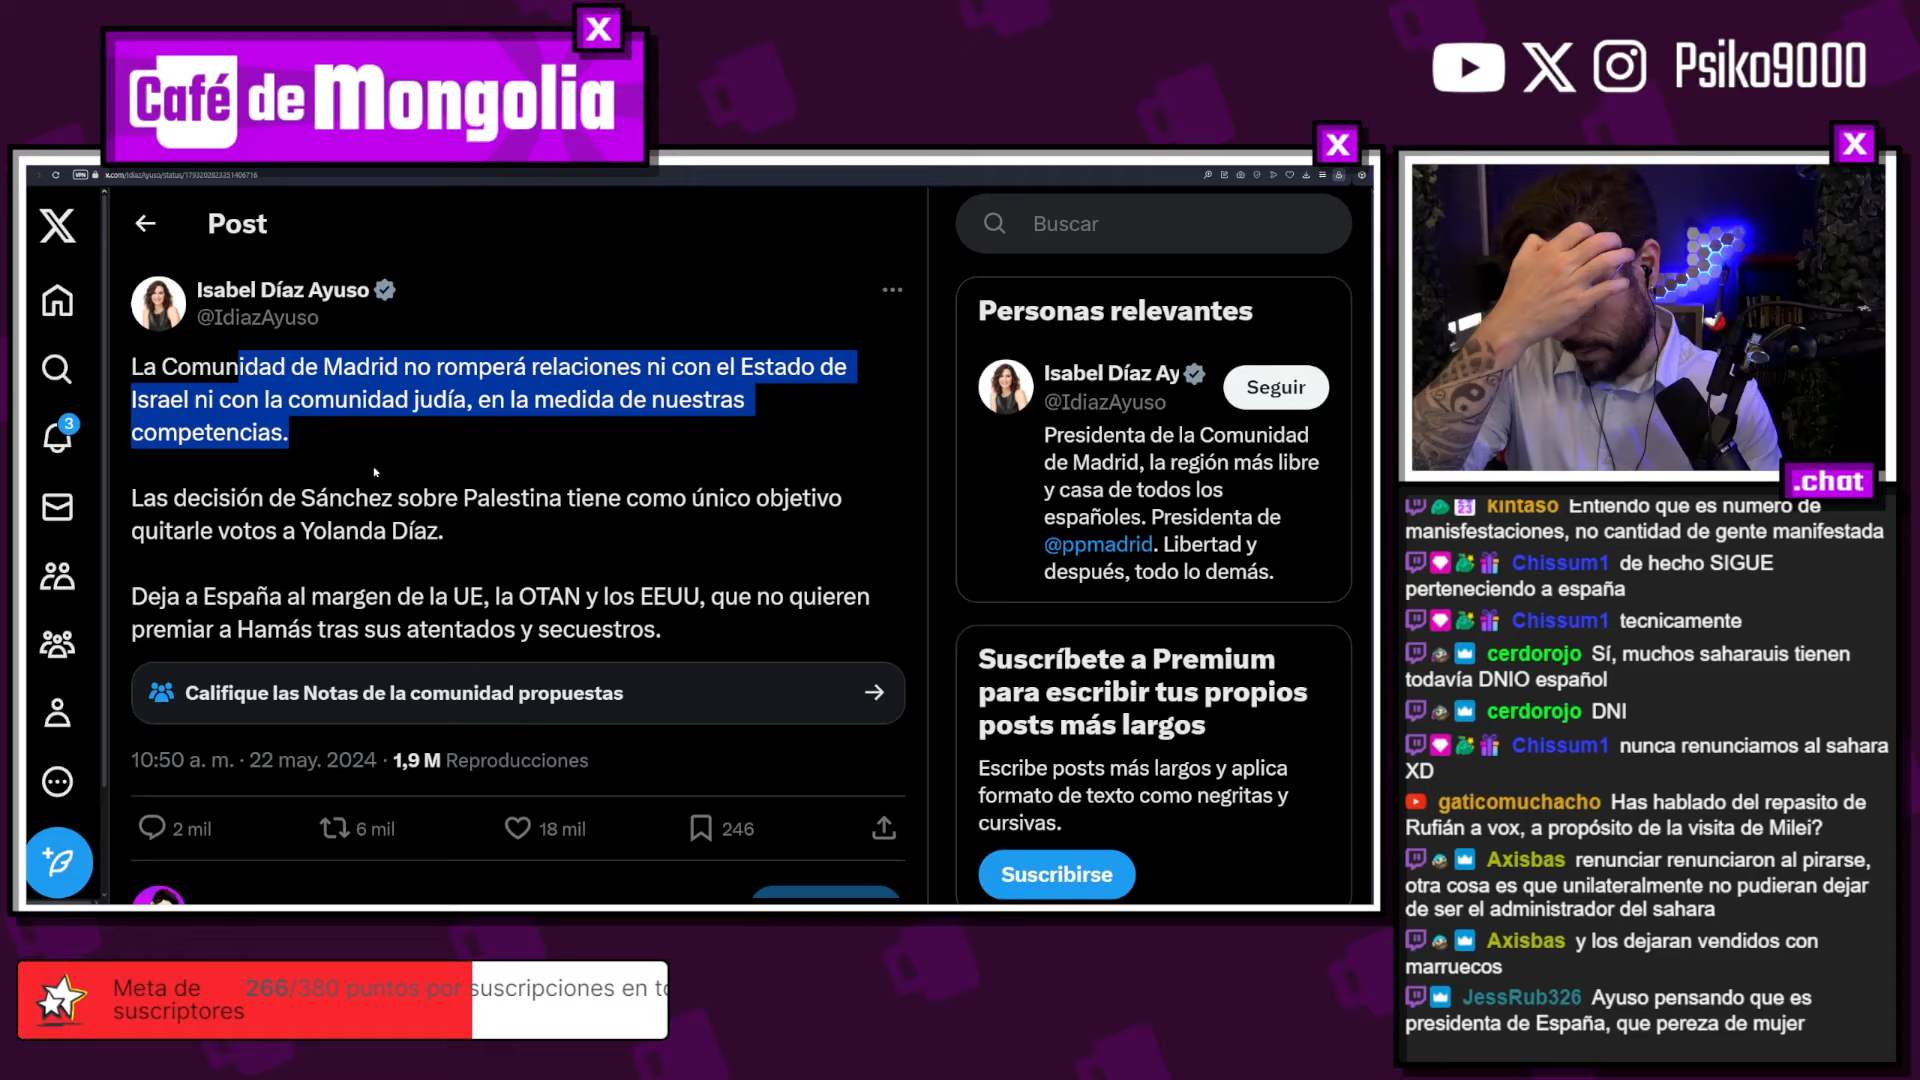 Café de Mongolia
Psiko9000
VPN
x.com/IdiazAyuso/status/1793202823351406716
Post
Buscar
Isabel Díaz Ayuso
@IdiazAyuso
La Comunidad de Madrid no romperá relaciones ni con el Estado de
Israel ni con la comunidad judía, en la medida de nuestras
competencias.
Las decisión de Sánchez sobre Palestina tiene como único objetivo
quitarle votos a Yolanda Díaz.
Deja a España al margen de la UE, la OTAN y los EEUU, que no quieren
premiar a Hamás tras sus atentados y secuestros.
Califique las Notas de la comunidad propuestas
10:50 a. m. · 22 may. 2024 · 1,9 M Reproducciones
2 mil
6 mil
18 mil
246
3
Personas relevantes
Isabel Díaz Ay
@IdiazAyuso
Seguir
Presidenta de la Comunidad
de Madrid, la región más libre
y casa de todos los
españoles. Presidenta de
@ppmadrid. Libertad y
después, todo lo demás.
Suscríbete a Premium
para escribir tus propios
posts más largos
Escribe posts más largos y aplica
formato de texto como negritas y
cursivas.
Suscribirse
.chat
23 kintaso Entiendo que es numero de
manisfestaciones, no cantidad de gente manifestada
Chissum1 de hecho SIGUE
perteneciendo a españa
Chissum1 tecnicamente
cerdorojo Sí, muchos saharauis tienen
todavía DNIO español
cerdorojo DNI
Chissum1 nunca renunciamos al sahara
XD
gaticomuchacho Has hablado del repasito de
Rufián a vox, a propósito de la visita de Milei?
Axisbas renunciar renunciaron al pirarse,
otra cosa es que unilateralmente no pudieran dejar
de ser el administrador del sahara
Axisbas y los dejaran vendidos con
marruecos
JessRub326 Ayuso pensando que es
presidenta de España, que pereza de mujer
Meta de
suscriptores
266/380 puntos por suscripciones en to